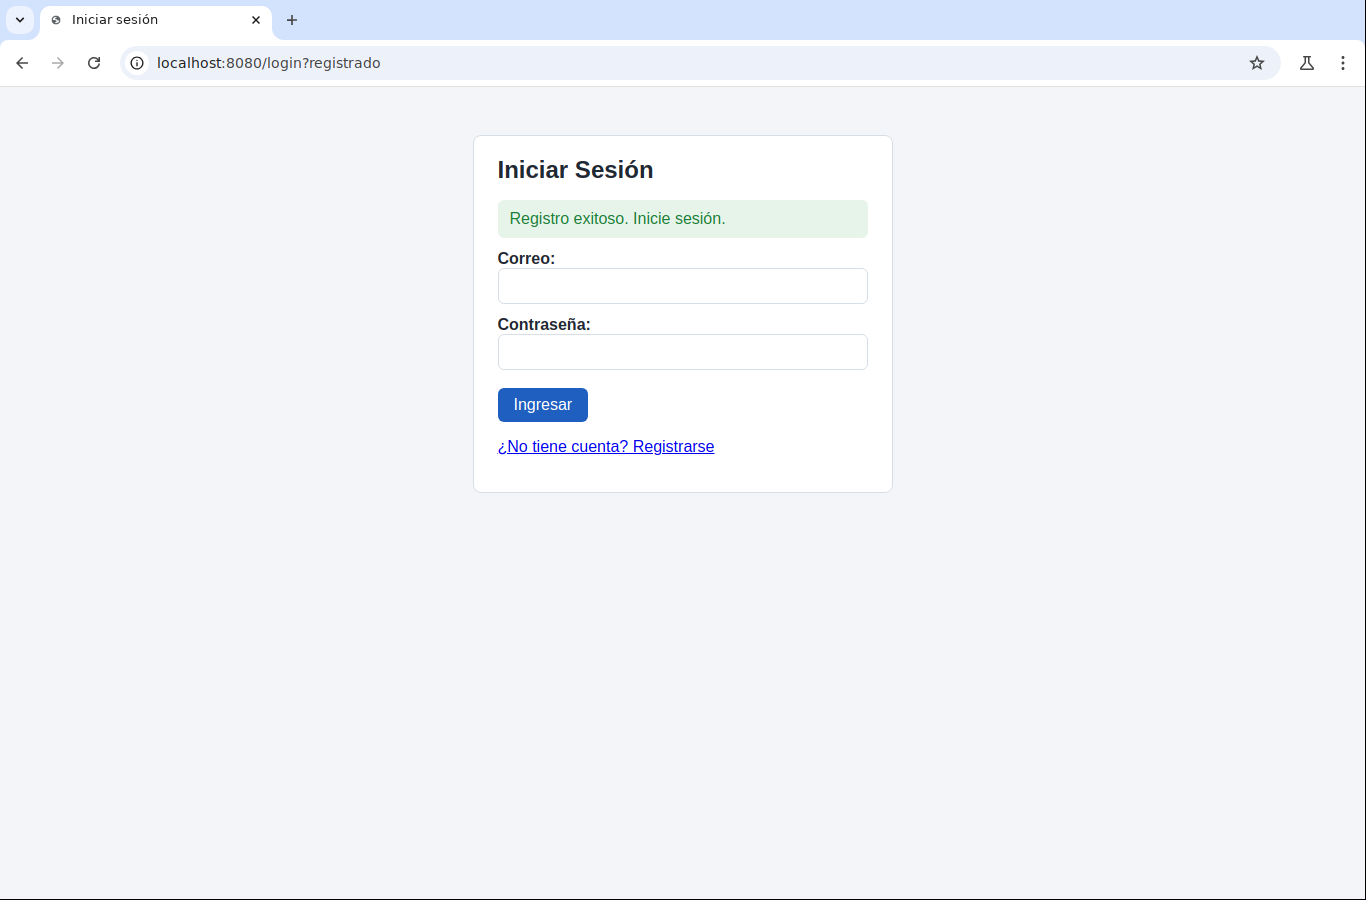 Iniciar sesión
localhost:8080/login?registrado
Iniciar Sesión
Registro exitoso. Inicie sesión.
Correo:
Contraseña:
Ingresar
¿No tiene cuenta? Registrarse